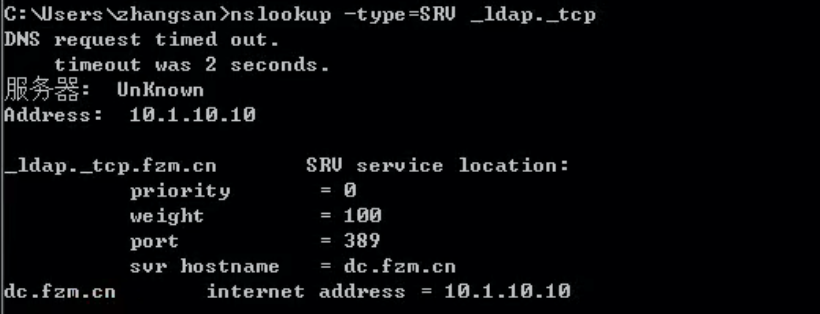 C:\Users\zhangsan>nslookup -type=SRV _ldap._tcp
DNS request timed out.
    timeout was 2 seconds.
服务器:  UnKnown
Address:  10.1.10.10

_ldap._tcp.fzm.cn       SRV service location:
          priority       = 0
          weight         = 100
          port           = 389
          svr hostname   = dc.fzm.cn
dc.fzm.cn       internet address = 10.1.10.10